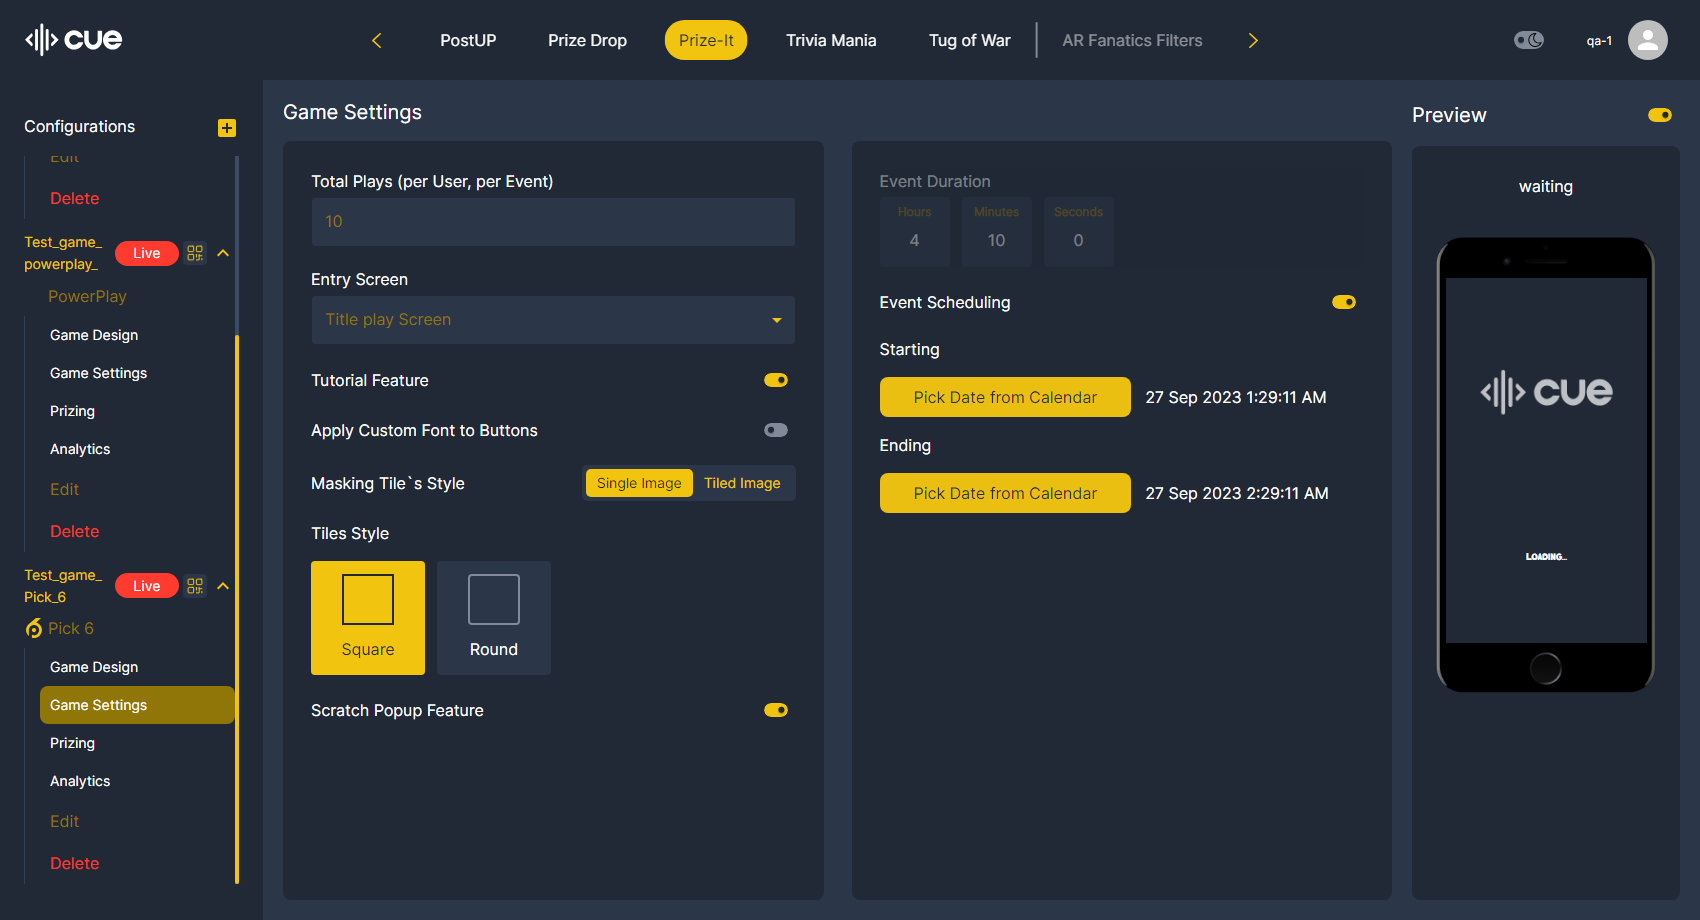 cue
PostUP
Prize Drop
Prize-It
Trivia Mania
Tug of War
AR Fanatics Filters
qa-1
Configurations
Edit
Delete
Test_game_
powerplay_
Live
PowerPlay
Game Design
Game Settings
Prizing
Analytics
Edit
Delete
Test_game_
Pick_6
Live
Pick 6
Game Design
Game Settings
Prizing
Analytics
Edit
Delete
Game Settings
Total Plays (per User, per Event)
10
Entry Screen
Title play Screen
Tutorial Feature
Apply Custom Font to Buttons
Masking Tile`s Style
Single Image
Tiled Image
Tiles Style
Square
Round
Scratch Popup Feature
Event Duration
Hours
Minutes
Seconds
4
10
0
Event Scheduling
Starting
Pick Date from Calendar
27 Sep 2023 1:29:11 AM
Ending
Pick Date from Calendar
27 Sep 2023 2:29:11 AM
Preview
waiting
cue
LOADING...